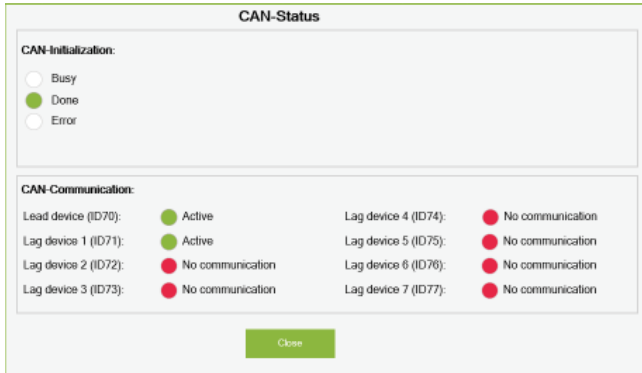 CAN-Status
CAN-Initialization:
Busy
Done
Error
CAN-Communication:
Lead device (ID70): Active Lag device 4 (ID74): No communication
Lag device 1 (ID71): Active Lag device 5 (ID75): No communication
Lag device 2 (ID72): No communication Lag device 6 (ID76): No communication
Lag device 3 (ID73): No communication Lag device 7 (ID77): No communication
Close